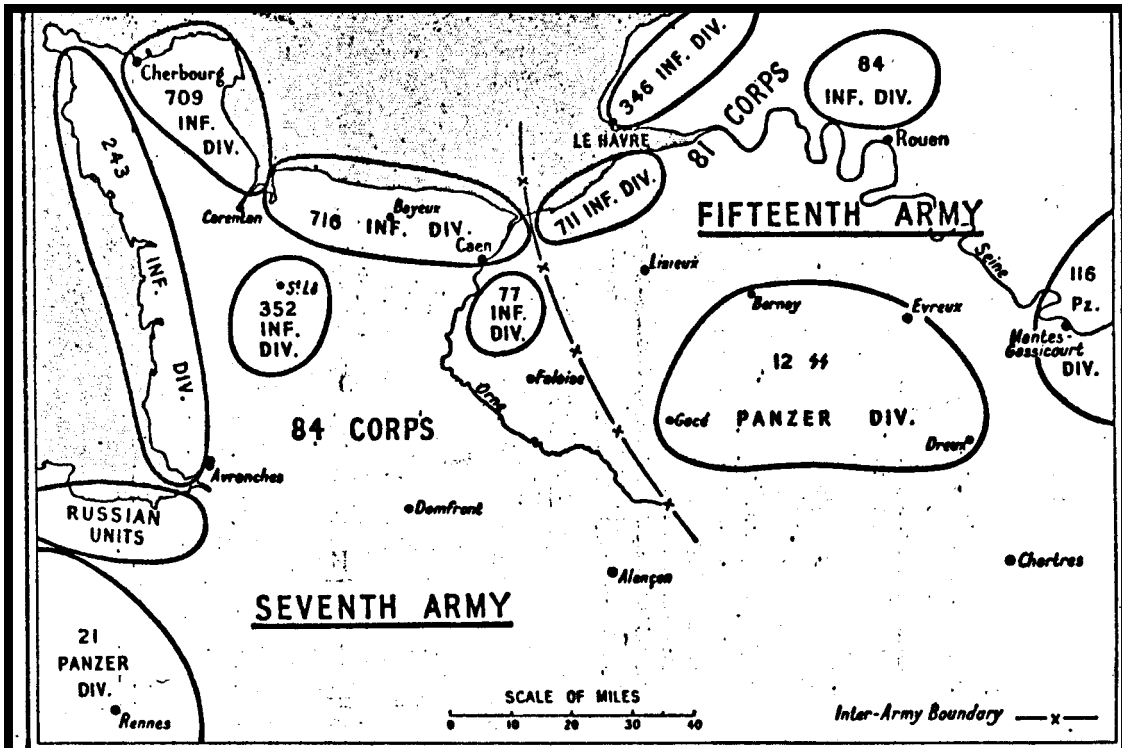 Cherbourg
709
INF.
DIV.
243
INF.
DIV.
Carentan
716 INF. DIV.
Bayeux
Caen
St Lô
352
INF.
DIV.
77
INF.
DIV.
346 INF. DIV.
LE HAVRE
81 CORPS
84
INF. DIV.
Rouen
711 INF. DIV.
FIFTEENTH ARMY
Seine
Lisieux
Bernay
Evreux
116
Pz.
DIV.
Mantes-
Gassicourt
12 ᛋᛋ
PANZER DIV.
Gacé
Dreux
Falaise
Orne
84 CORPS
Avranches
RUSSIAN
UNITS
Domfront
Alençon
Chartres
SEVENTH ARMY
21
PANZER
DIV.
Rennes
SCALE OF MILES
0 10 20 30 40
Inter-Army Boundary —x—